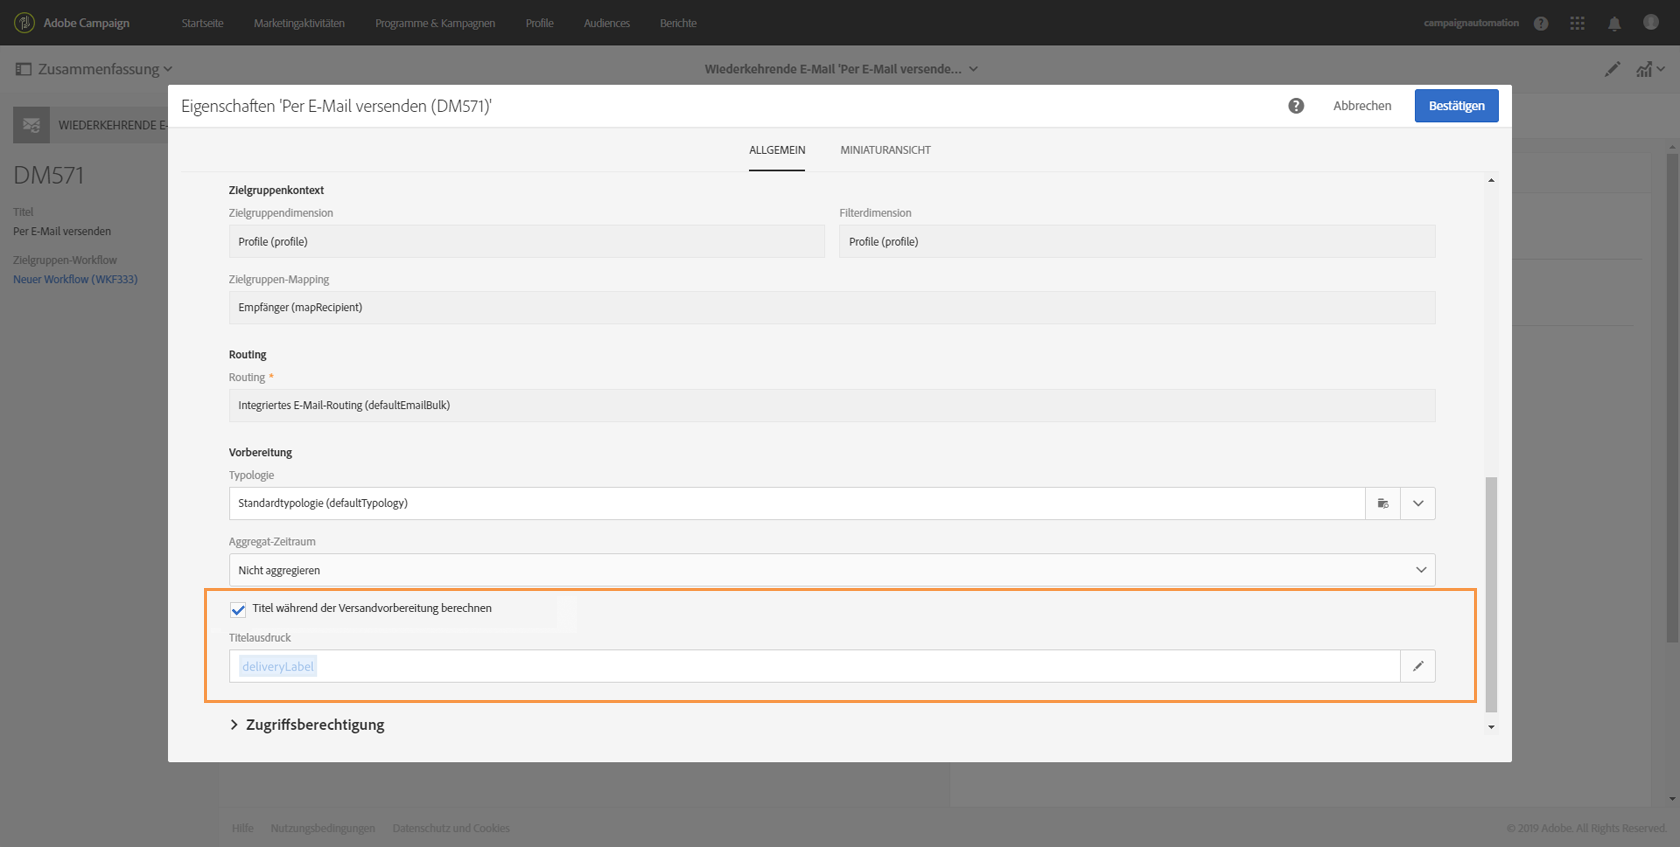 Adobe Campaign Startseite Marketingaktivitäten Programme & Kampagnen Profile Audiences Berichte campaignautomation
Zusammenfassung Wiederkehrende E-Mail 'Per E-Mail versende...
Eigenschaften 'Per E-Mail versenden (DM571)' Abbrechen Bestätigen
WIEDERKEHRENDE E-
ALLGEMEIN MINIATURANSICHT
DM571
Titel
Per E-Mail versenden
Zielgruppen-Workflow
Neuer Workflow (WKF333)
Zielgruppenkontext
Zielgruppendimension Filterdimension
Profile (profile) Profile (profile)
Zielgruppen-Mapping
Empfänger (mapRecipient)
Routing
Routing *
Integriertes E-Mail-Routing (defaultEmailBulk)
Vorbereitung
Typologie
Standardtypologie (defaultTypology)
Aggregat-Zeitraum
Nicht aggregieren
Titel während der Versandvorbereitung berechnen
Titelausdruck
deliveryLabel
Zugriffsberechtigung
Hilfe Nutzungsbedingungen Datenschutz und Cookies © 2019 Adobe. All Rights Reserved.